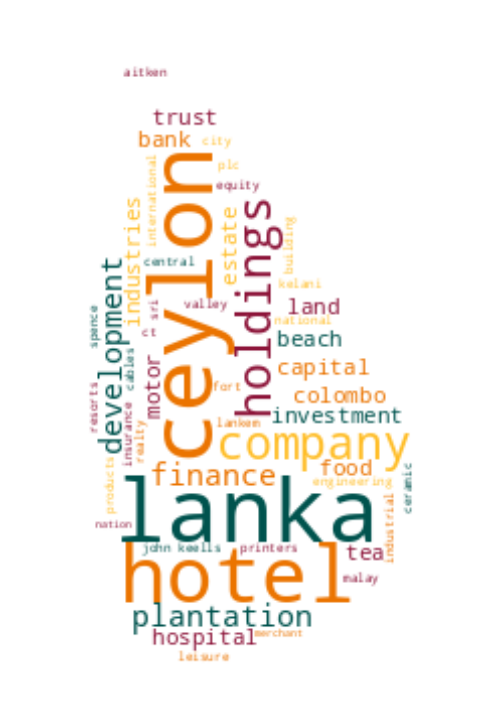 aitken
trust
bank
city
international
plc
equity
ceylon
holdings
industries
estate
building
central
development
kelani
sri
valley
land
national
spence
ct
beach
cables
motor
capital
resorts
fort
colombo
insurance
realty
lankem
investment
company
products
finance
food
engineering
ceramic
lanka
industrial
nation
john keells
printers
tea
hotel
malay
plantation
hospital
merchant
leisure